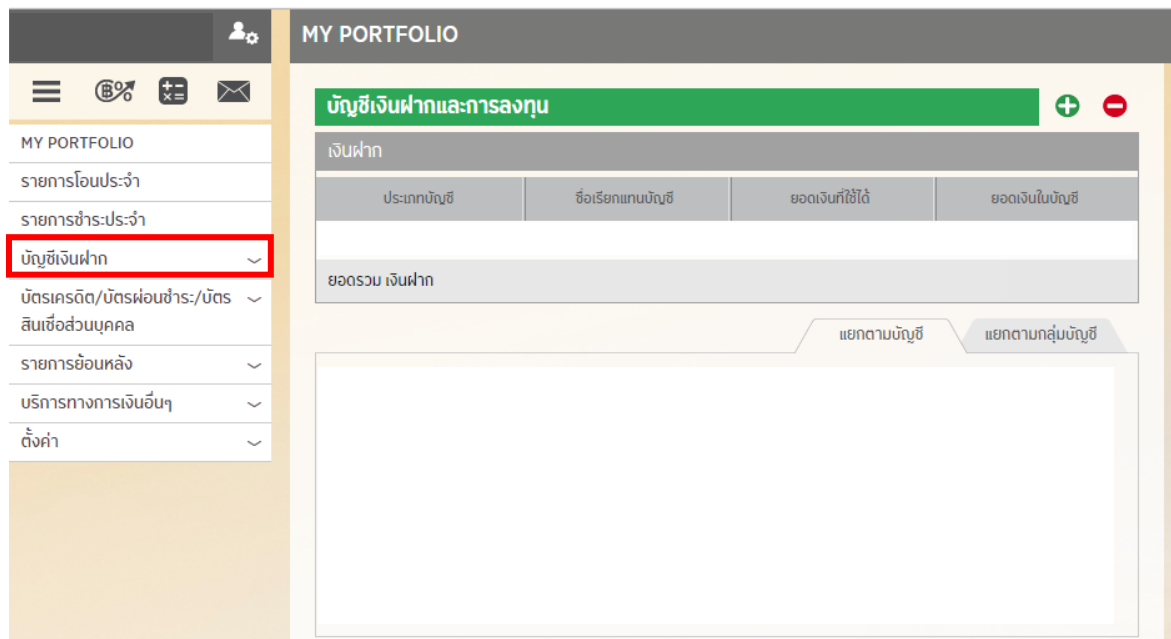 MY PORTFOLIO
MY PORTFOLIO
รายการโอนประจำ
รายการชำระประจำ
บัญชีเงินฝาก
บัตรเครดิต/บัตรผ่อนชำระ/บัตร
สินเชื่อส่วนบุคคล
รายการย้อนหลัง
บริการทางการเงินอื่นๆ
ตั้งค่า
บัญชีเงินฝากและการลงทุน
เงินฝาก
ประเภทบัญชี ชื่อเรียกแทนบัญชี ยอดเงินที่ใช้ได้ ยอดเงินในบัญชี
ยอดรวม เงินฝาก
แยกตามบัญชี แยกตามกลุ่มบัญชี